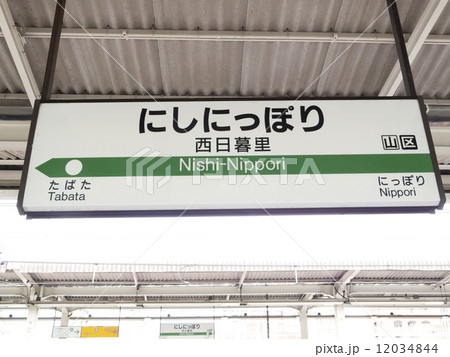 にしにっぽり
西日暮里
山 区
Nishi-Nippori
たばた
Tabata
にっぽり
Nippori
PIXTA
にしにっぽり
pixta.jp - 12034844